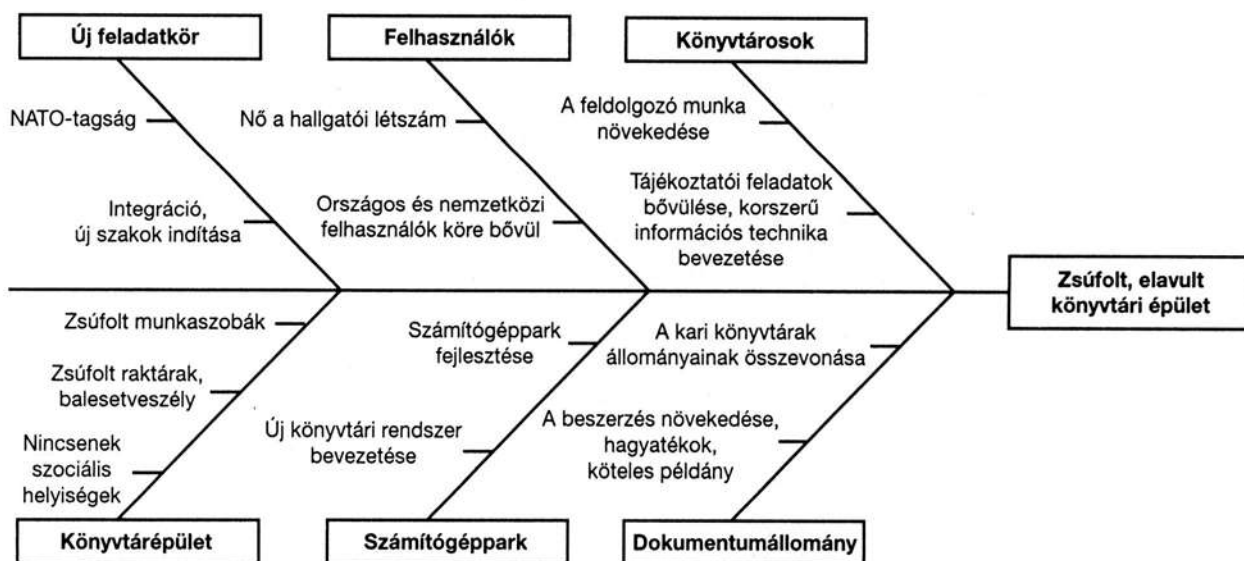 Új feladatkör
Felhasználók
Könyvtárosok
NATO-tagság
Nő a hallgatói létszám
A feldolgozó munka
növekedése
Integráció,
új szakok indítása
Országos és nemzetközi
felhasználók köre bővül
Tájékoztatói feladatok
bővülése, korszerű
információs technika
bevezetése
Zsúfolt, elavult
könyvtári épület
Zsúfolt munkaszobák
Zsúfolt raktárak,
balesetveszély
Nincsenek
szociális
helyiségek
Számítógéppark
fejlesztése
Új könyvtári rendszer
bevezetése
A kari könyvtárak
állományainak összevonása
A beszerzés növekedése,
hagyatékok,
köteles példány
Könyvtárépület
Számítógéppark
Dokumentumállomány